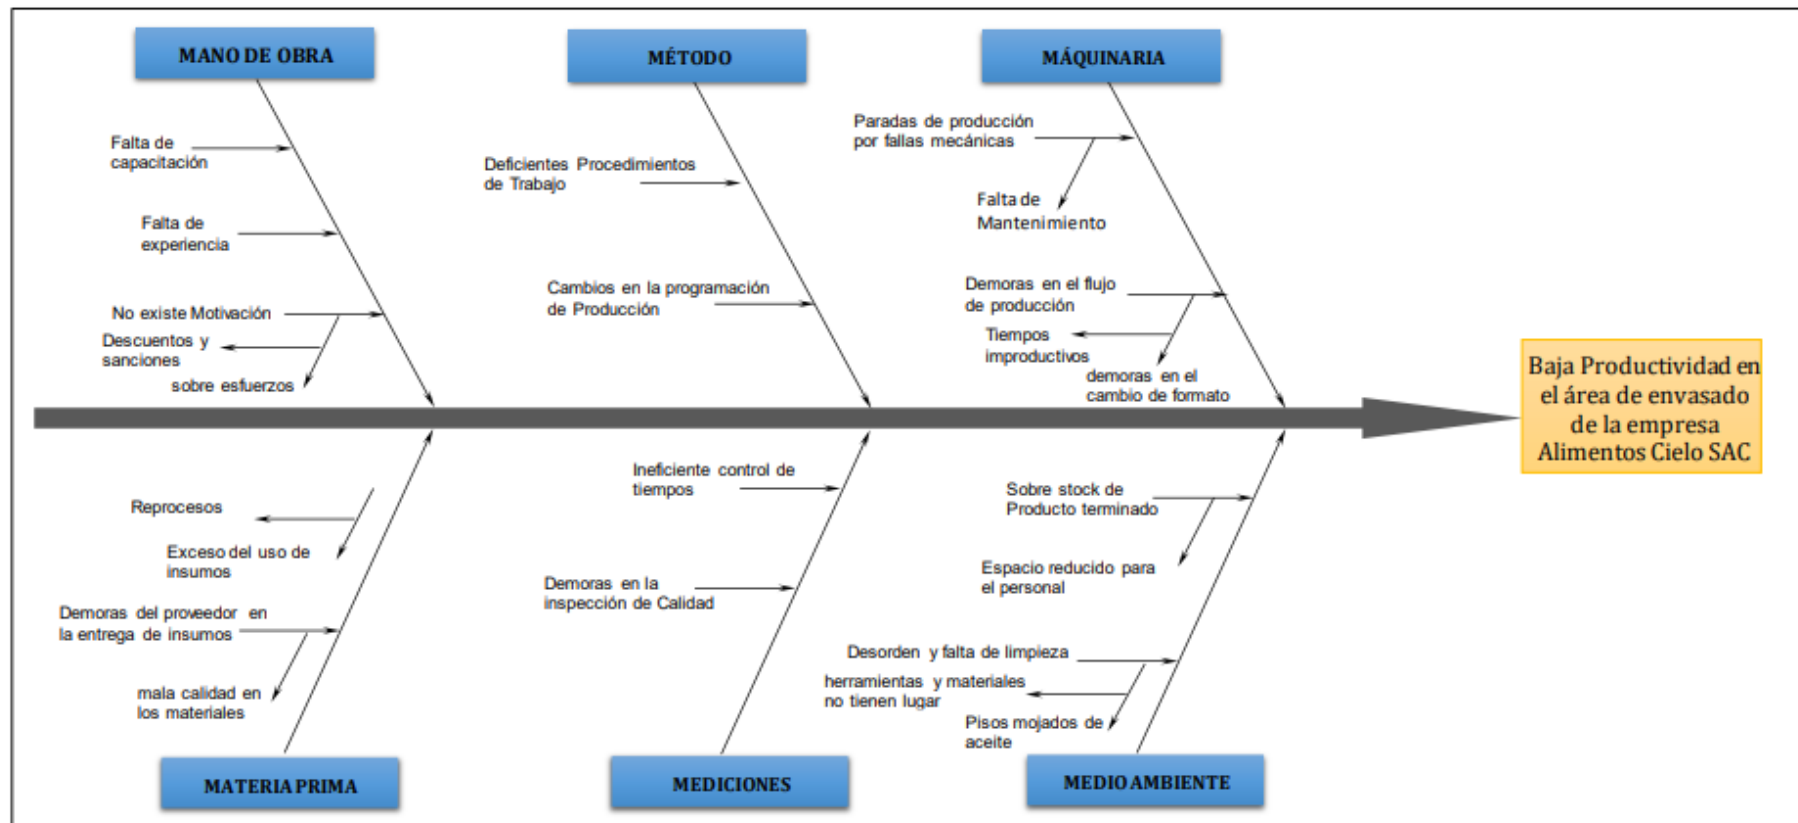 MANO DE OBRA
MÉTODO
MÁQUINARIA
Falta de
capacitación
Falta de
experiencia
No existe Motivación
Descuentos y
sanciones
sobre esfuerzos
Deficientes Procedimientos
de Trabajo
Cambios en la programación
de Producción
Paradas de producción
por fallas mecánicas
Falta de
Mantenimiento
Demoras en el flujo
de producción
Tiempos
improductivos
demoras en el
cambio de formato
Baja Productividad en
el área de envasado
de la empresa
Alimentos Cielo SAC
Reprocesos
Exceso del uso de
insumos
Demoras del proveedor en
la entrega de insumos
mala calidad en
los materiales
Ineficiente control de
tiempos
Demoras en la
inspección de Calidad
Sobre stock de
Producto terminado
Espacio reducido para
el personal
Desorden y falta de limpieza
herramientas y materiales
no tienen lugar
Pisos mojados de
aceite
MATERIA PRIMA
MEDICIONES
MEDIO AMBIENTE